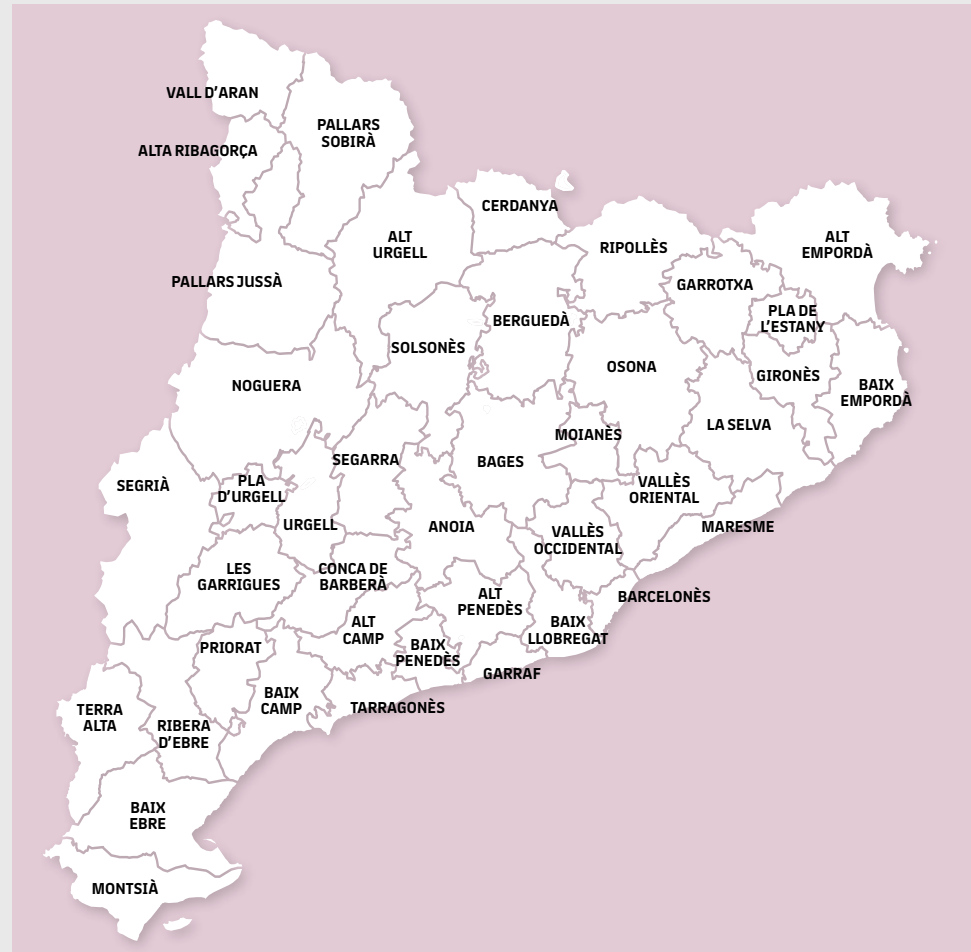 VALL D'ARAN
PALLARS
SOBIRÀ
ALTA RIBAGORÇA
CERDANYA
ALT
URGELL
RIPOLLÈS
ALT
EMPORDÀ
PALLARS JUSSÀ
GARROTXA
PLA DE
L'ESTANY
BERGUEDÀ
SOLSONÈS
OSONA
GIRONÈS
NOGUERA
BAIX
EMPORDÀ
LA SELVA
MOIANÈS
SEGARRA
BAGES
SEGRIÀ
PLA
D'URGELL
VALLÈS
ORIENTAL
URGELL
ANOIA
MARESME
VALLÈS
OCCIDENTAL
LES
GARRIGUES
CONCA DE
BARBERÀ
ALT
PENEDÈS
BARCELONÈS
ALT
CAMP
BAIX
LLOBREGAT
PRIORAT
BAIX
PENEDÈS
GARRAF
BAIX
CAMP
TARRAGONÈS
TERRA
ALTA
RIBERA
D'EBRE
BAIX
EBRE
MONTSIÀ